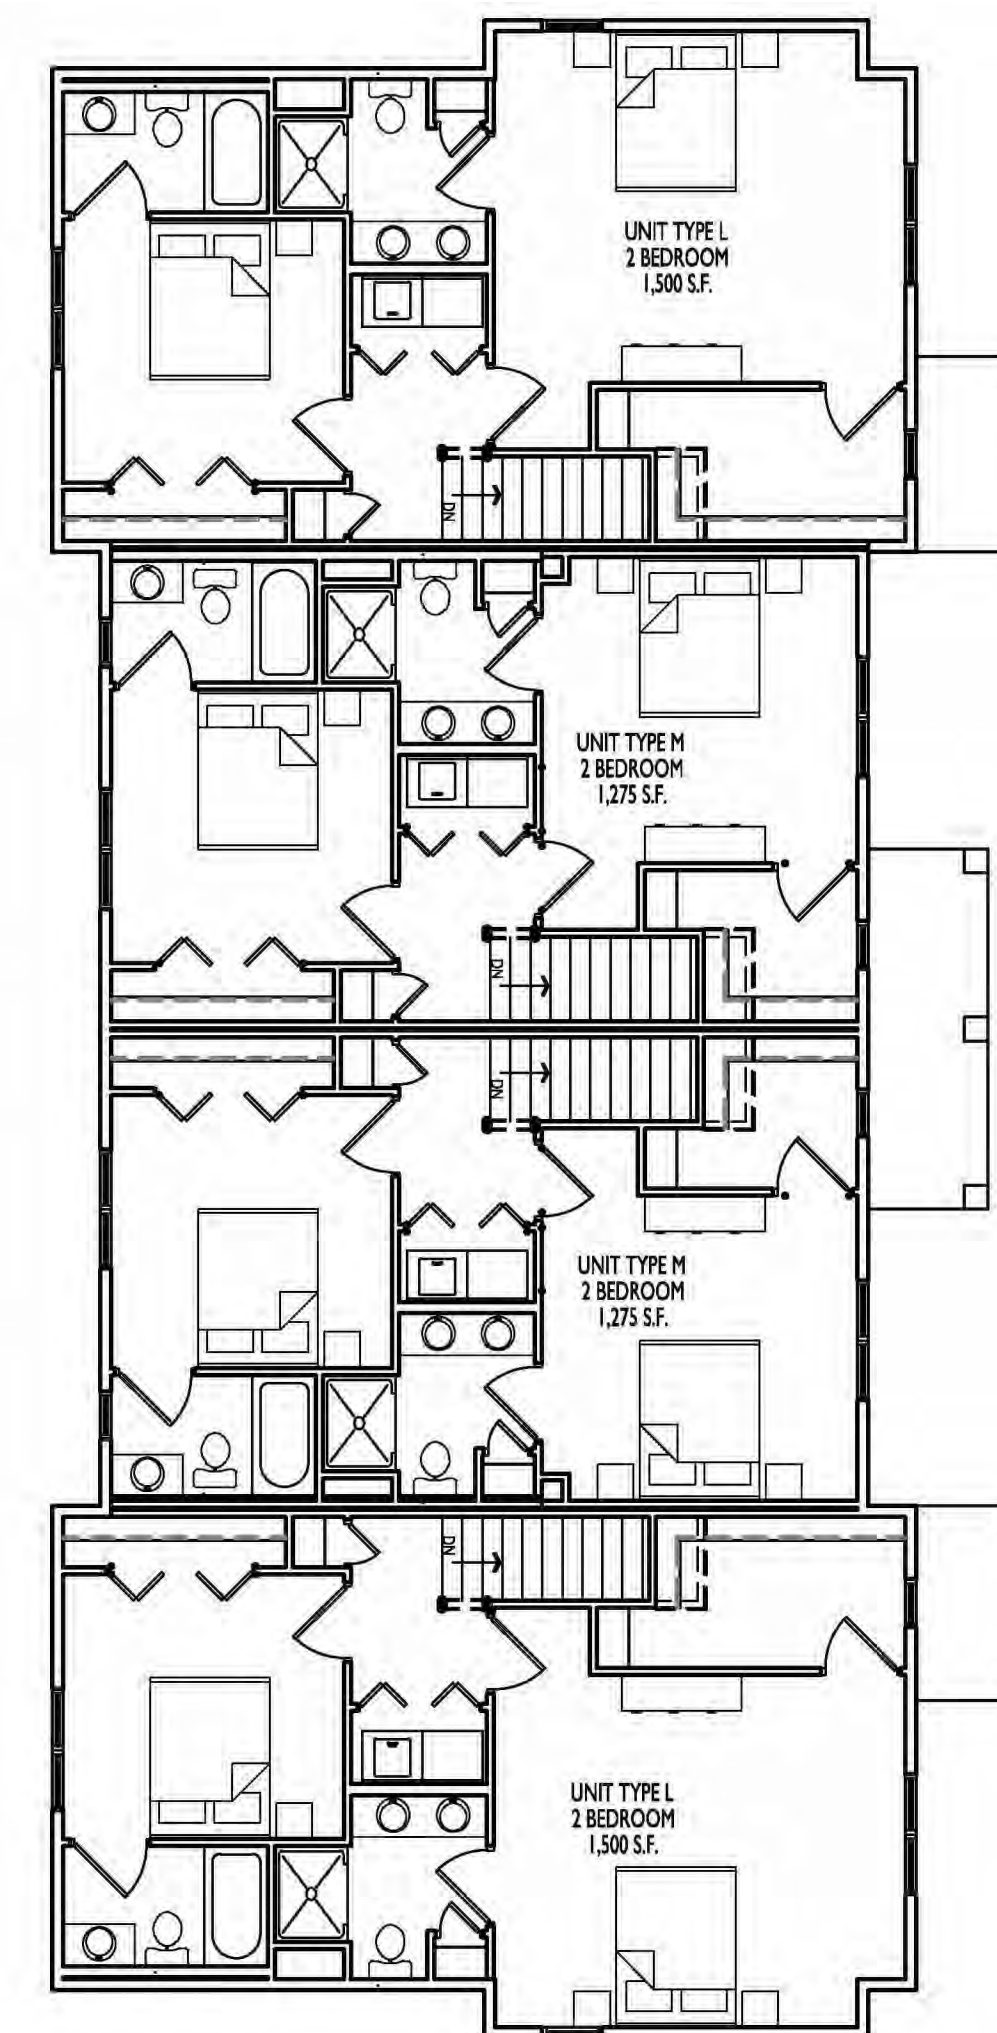 UNIT TYPE L
2 BEDROOM
1,500 S.F.
DN
UNIT TYPE M
2 BEDROOM
1,275 S.F.
DN
DN
UNIT TYPE M
2 BEDROOM
1,275 S.F.
DN
UNIT TYPE L
2 BEDROOM
1,500 S.F.